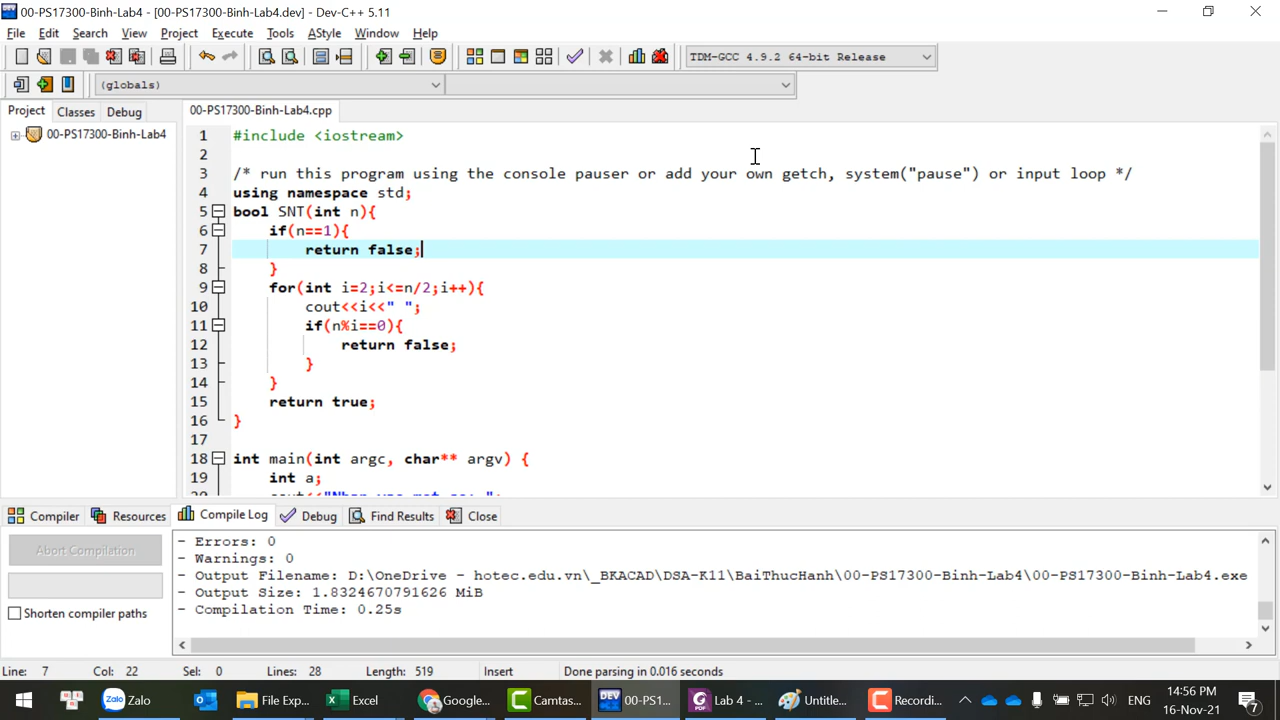 00-PS17300-Binh-Lab4 - [00-PS17300-Binh-Lab4.dev] - Dev-C++ 5.11
File Edit Search View Project Execute Tools AStyle Window Help
TDM-GCC 4.9.2 64-bit Release
(globals)
Project Classes Debug
00-PS17300-Binh-Lab4.cpp
00-PS17300-Binh-Lab4
1 #include <iostream>
2
3 /* run this program using the console pauser or add your own getch, system("pause") or input loop */
4 using namespace std;
5 bool SNT(int n){
6 if(n==1){
7 return false;
8 }
9 for(int i=2;i<=n/2;i++){
10 cout<<i<<" ";
11 if(n%i==0){
12 return false;
13 }
14 }
15 return true;
16 }
17
18 int main(int argc, char** argv) {
19 int a;
Compiler Resources Compile Log Debug Find Results Close
Abort Compilation
Shorten compiler paths
- Errors: 0
- Warnings: 0
- Output Filename: D:\OneDrive - hotec.edu.vn\_BKACAD\DSA-K11\BaiThucHanh\00-PS17300-Binh-Lab4\00-PS17300-Binh-Lab4.exe
- Output Size: 1.8324670791626 MiB
- Compilation Time: 0.25s
Line: 7 Col: 22 Sel: 0 Lines: 28 Length: 519 Insert Done parsing in 0.016 seconds
Zalo File Exp... Excel Google... Camtas... 00-PS1... Lab 4 - ... Untitle... Recordi... ENG 14:56 PM
16-Nov-21
7